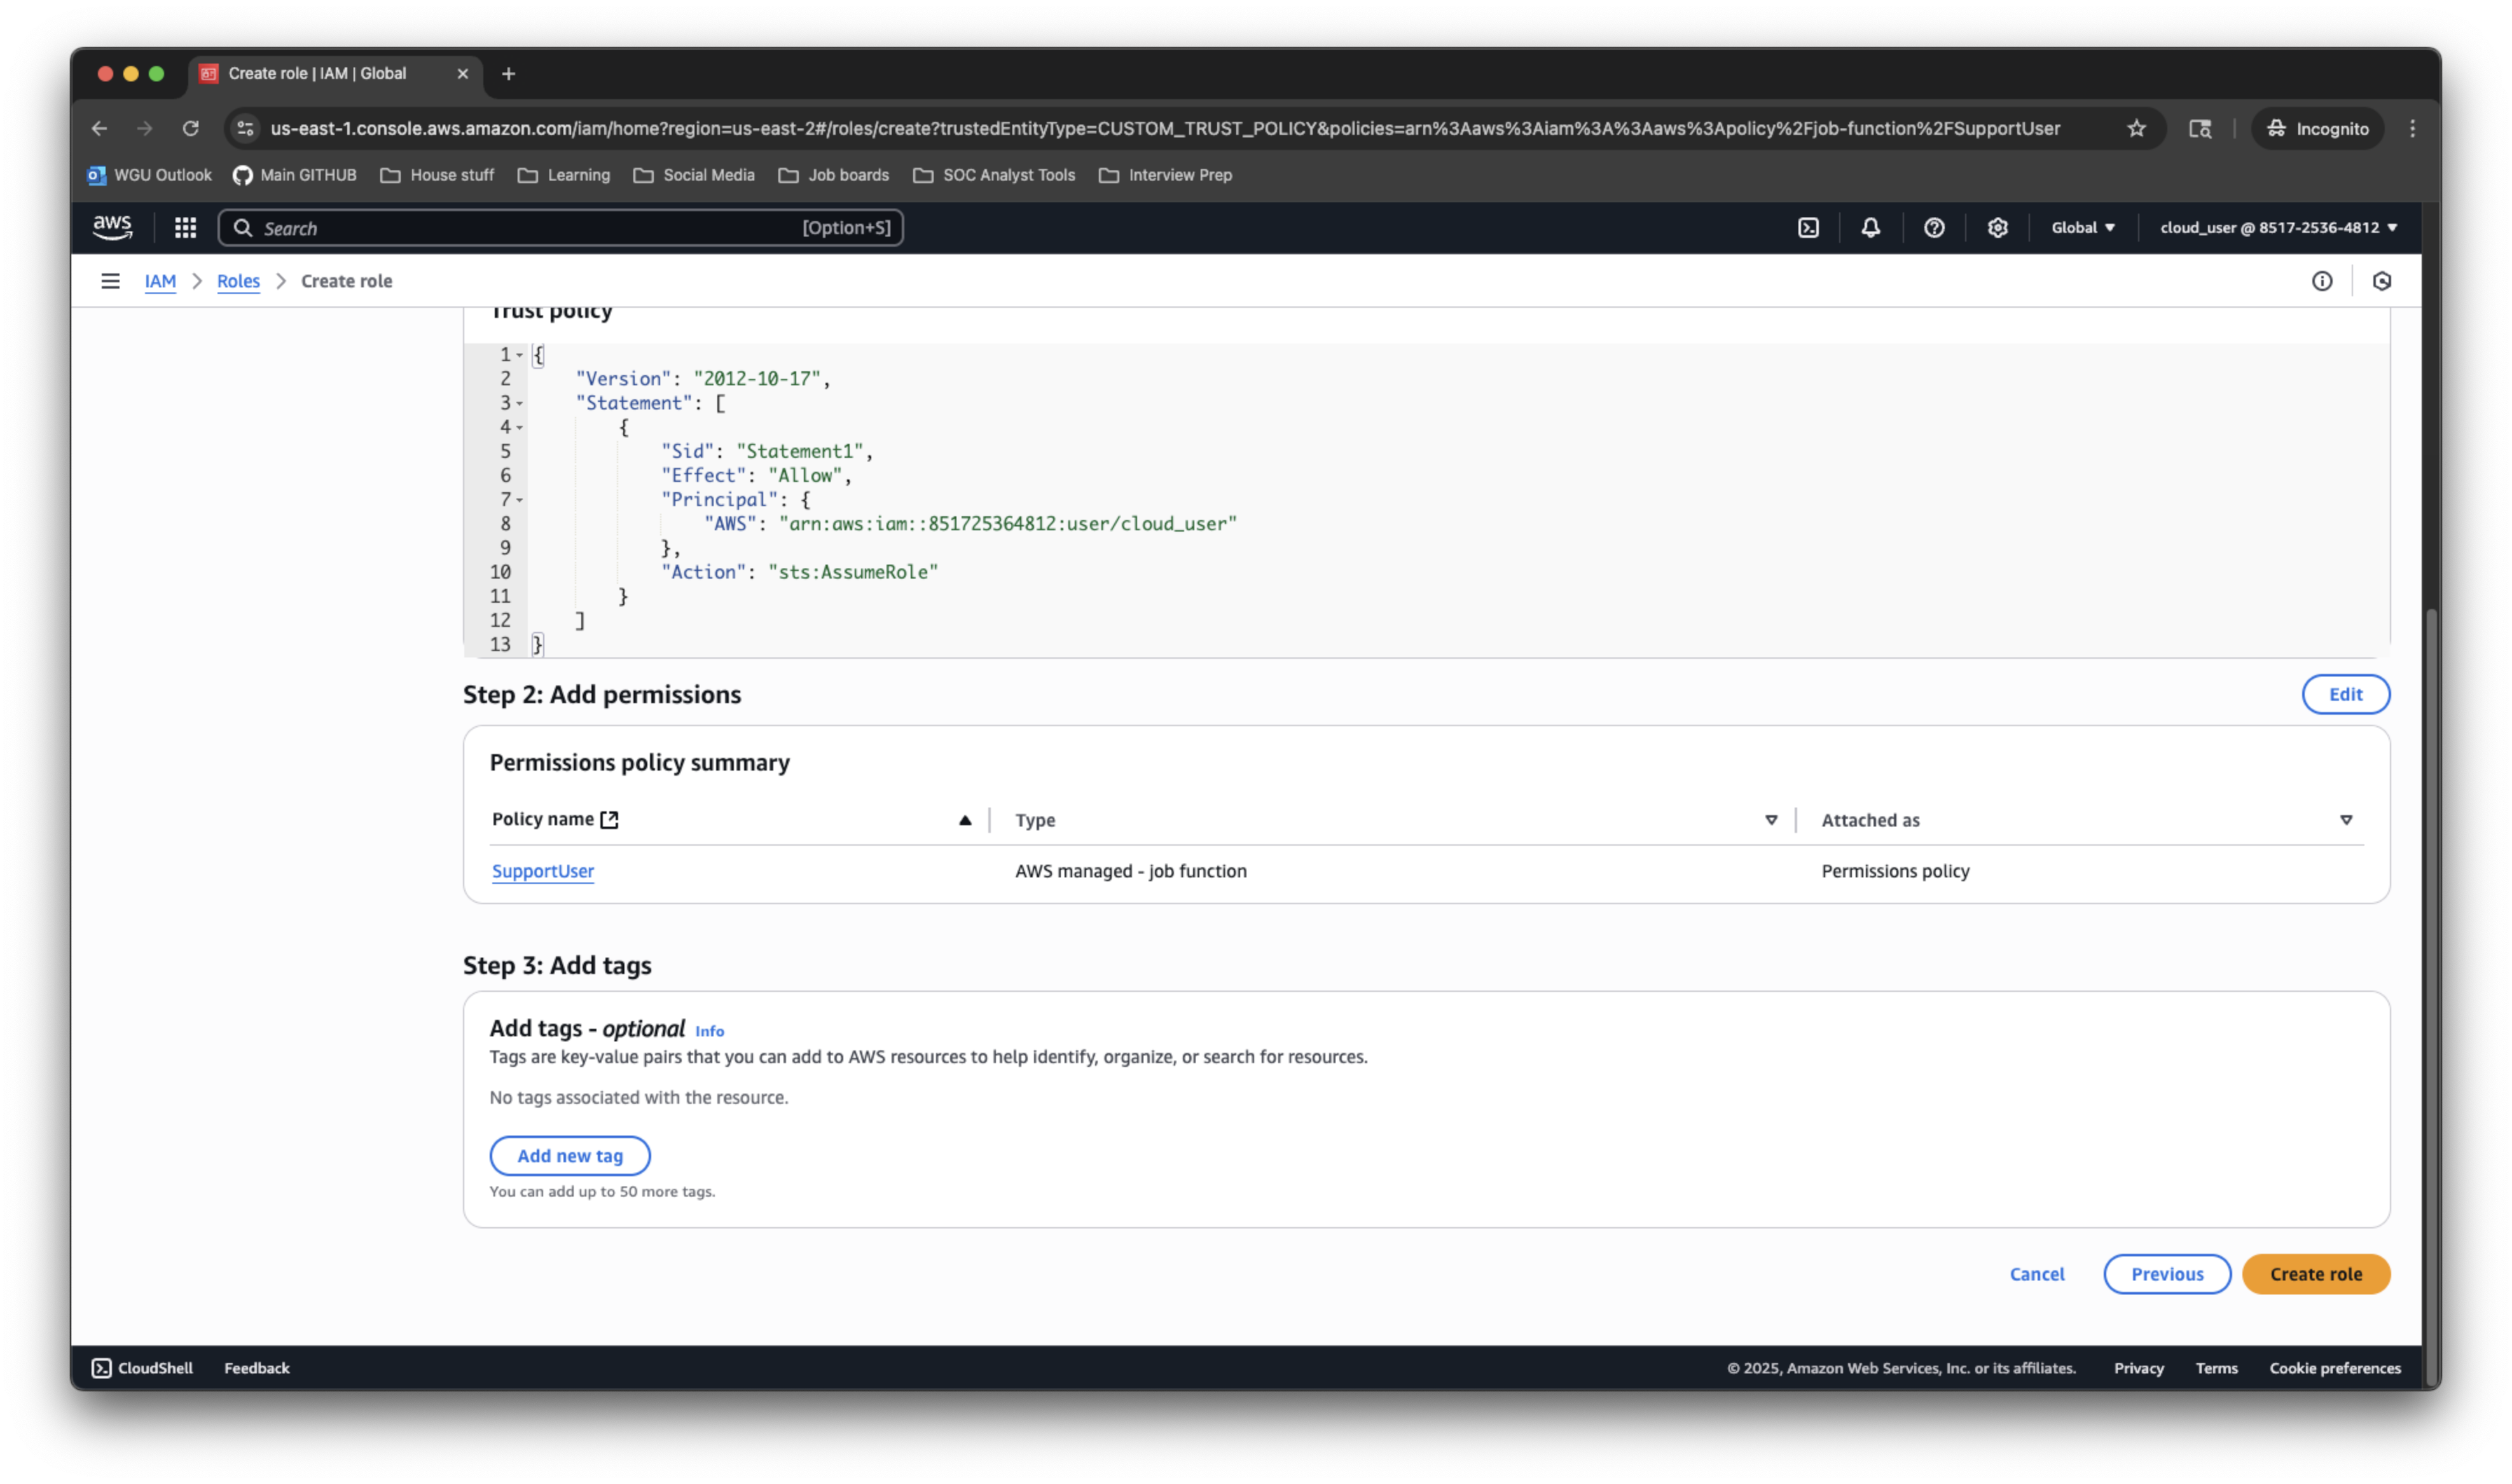 Create role | IAM | Global
us-east-1.console.aws.amazon.com/iam/home?region=us-east-2#/roles/create?trustedEntityType=CUSTOM_TRUST_POLICY&policies=arn%3Aaws%3Aiam%3A%3Aaws%3Apolicy%2Fjob-function%2FSupportUser
Incognito
WGU Outlook Main GITHUB House stuff Learning Social Media Job boards SOC Analyst Tools Interview Prep
aws Search [Option+S] Global cloud_user @ 8517-2536-4812
IAM > Roles > Create role
Trust policy
1 {
2 "Version": "2012-10-17",
3 "Statement": [
4 {
5 "Sid": "Statement1",
6 "Effect": "Allow",
7 "Principal": {
8 "AWS": "arn:aws:iam::851725364812:user/cloud_user"
9 },
10 "Action": "sts:AssumeRole"
11 }
12 ]
13 }
Step 2: Add permissions
Edit
Permissions policy summary
Policy name Type Attached as
SupportUser AWS managed - job function Permissions policy
Step 3: Add tags
Add tags - optional Info
Tags are key-value pairs that you can add to AWS resources to help identify, organize, or search for resources.
No tags associated with the resource.
Add new tag
You can add up to 50 more tags.
Cancel Previous Create role
CloudShell Feedback © 2025, Amazon Web Services, Inc. or its affiliates. Privacy Terms Cookie preferences